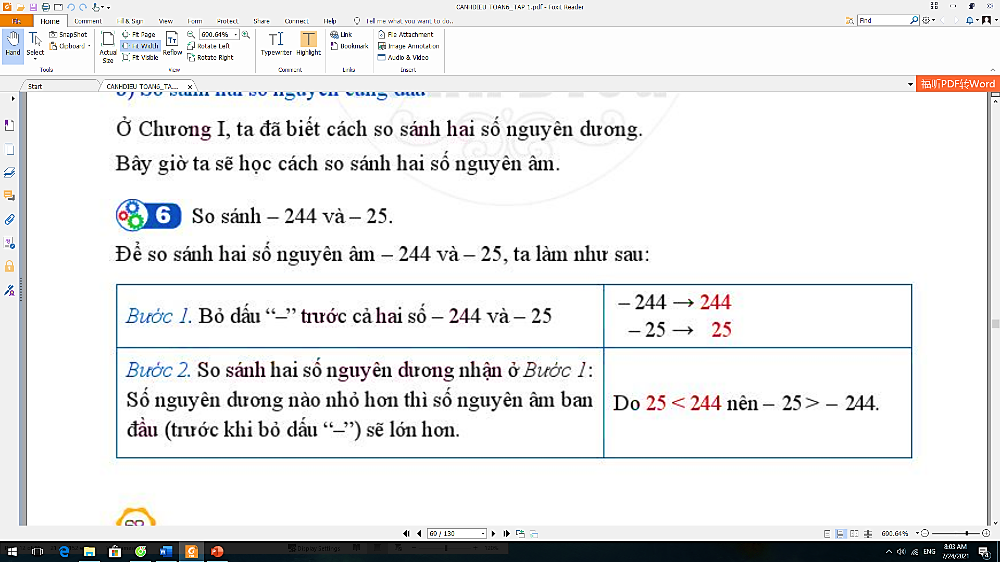 CANHDIEU TOAN6_TAP 1.pdf - Foxit Reader
File Home Comment Fill & Sign View Form Protect Share Connect Help Tell me what you want to do.. Find
Hand
Select
SnapShot
Clipboard
Tools
Actual Size
Fit Page
Fit Width
Fit Visible
Reflow
690.64%
Rotate Left
Rotate Right
View
Typewriter
Highlight
Comment
Link
Bookmark
Links
File Attachment
Image Annotation
Audio & Video
Insert
Start CANHDIEU TOAN6_TA... 福昕PDF转Word
Ở Chương I, ta đã biết cách so sánh hai số nguyên dương.
Bây giờ ta sẽ học cách so sánh hai số nguyên âm.
6 So sánh – 244 và – 25.
Để so sánh hai số nguyên âm – 244 và – 25, ta làm như sau:
Bước 1. Bỏ dấu “–” trước cả hai số – 244 và – 25
– 244 → 244
– 25 → 25
Bước 2. So sánh hai số nguyên dương nhận ở Bước 1:
Số nguyên dương nào nhỏ hơn thì số nguyên âm ban
đầu (trước khi bỏ dấu “–”) sẽ lớn hơn.
Do 25 < 244 nên – 25 > – 244.
69 / 130 690.64%
Display Settings 120%
ENG
8:03 AM
7/24/2021
4